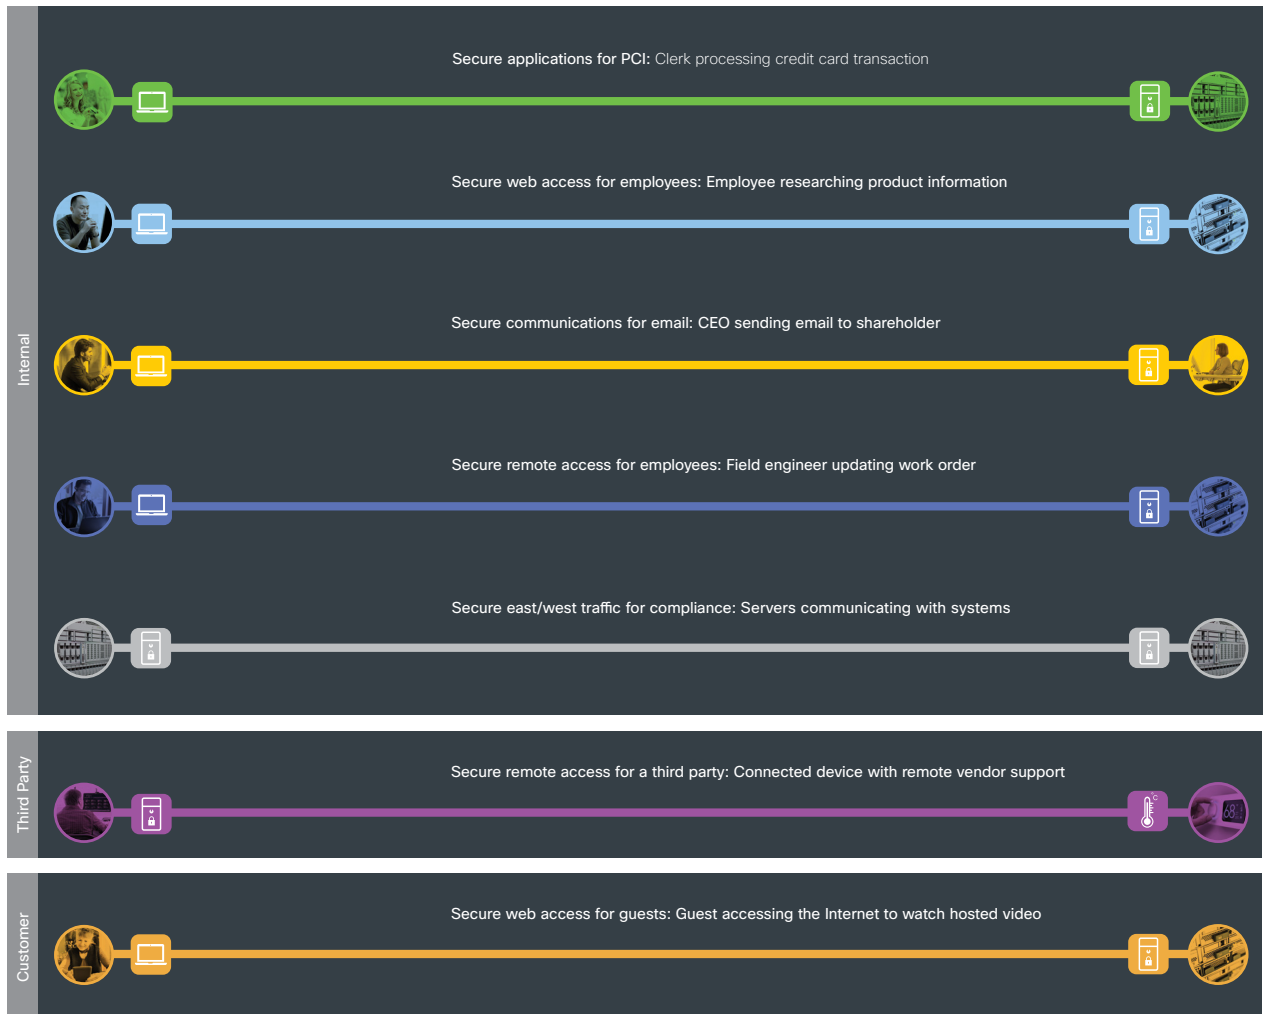 Internal
Secure applications for PCI: Clerk processing credit card transaction
Secure web access for employees: Employee researching product information
Secure communications for email: CEO sending email to shareholder
Secure remote access for employees: Field engineer updating work order
Secure east/west traffic for compliance: Servers communicating with systems
Third Party
Secure remote access for a third party: Connected device with remote vendor support
°C
68
Customer
Secure web access for guests: Guest accessing the Internet to watch hosted video